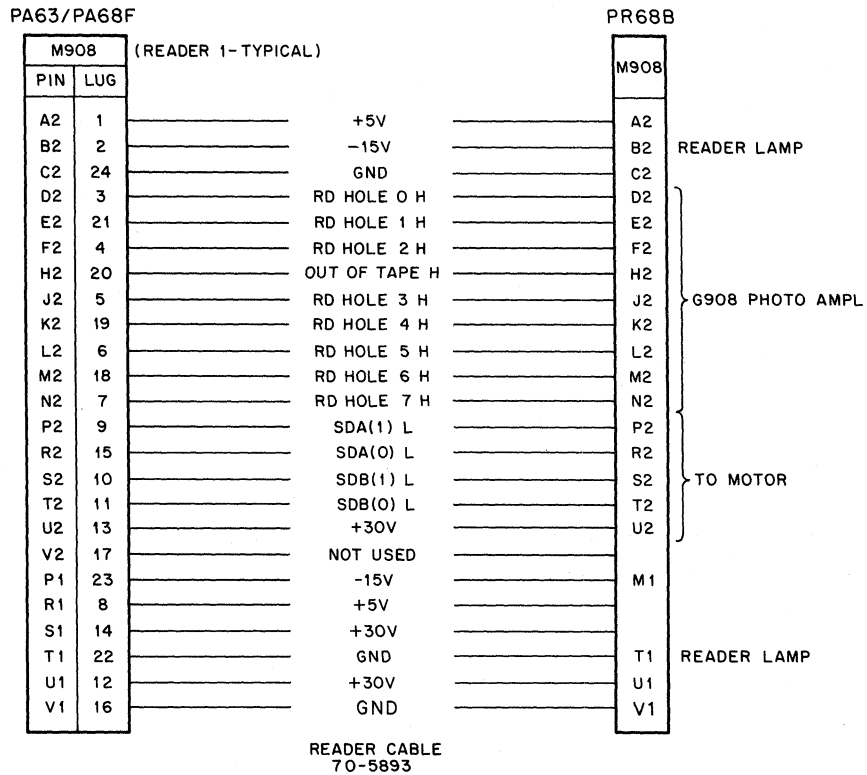 PA63/PA68F PR68B
M908 (READER 1-TYPICAL) M908
PIN LUG
A2 1 +5V A2
B2 2 -15V B2 READER LAMP
C2 24 GND C2
D2 3 RD HOLE 0 H D2
E2 21 RD HOLE 1 H E2
F2 4 RD HOLE 2 H F2
H2 20 OUT OF TAPE H H2
J2 5 RD HOLE 3 H J2 G908 PHOTO AMPL
K2 19 RD HOLE 4 H K2
L2 6 RD HOLE 5 H L2
M2 18 RD HOLE 6 H M2
N2 7 RD HOLE 7 H N2
P2 9 SDA(1) L P2
R2 15 SDA(0) L R2
S2 10 SDB(1) L S2 TO MOTOR
T2 11 SDB(0) L T2
U2 13 +30V U2
V2 17 NOT USED
P1 23 -15V M1
R1 8 +5V
S1 14 +30V
T1 22 GND T1 READER LAMP
U1 12 +30V U1
V1 16 GND V1
READER CABLE
70-5893